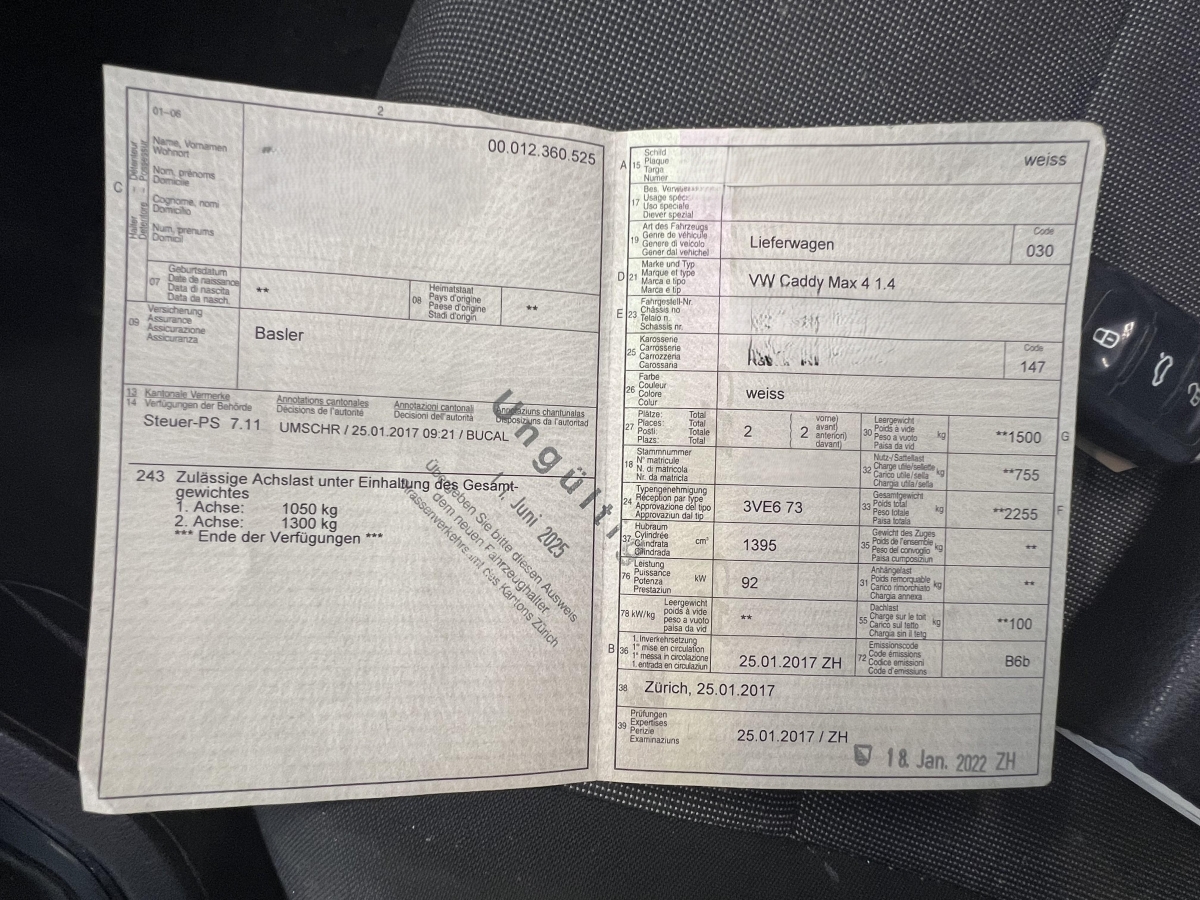 2
01–06
Halter
Détenteur
Detentore
Possessur
C
Name, Vornamen
Wohnort
Nom, prénoms
Domicile
Cognome, nomi
Domicilio
Num, prenums
Domicil
00.012.360.525
07
Geburtsdatum
Date de naissance
Data di nascita
Data da nasch.
**
08
Heimatstaat
Pays d'origine
Paese d'origine
Stadi d'origin
**
09
Versicherung
Assurance
Assicurazione
Assicuranza
Basler
13 Kantonale Vermerke
14 Verfügungen der Behörde
Annotations cantonales
Décisions de l'autorité
Annotazioni cantonali
Decisioni dell'autorità
Annotaziuns chantunalas
Disposiziuns da l'autoritad
Steuer-PS 7.11 UMSCHR / 25.01.2017 09:21 / BUCAL
243 Zulässige Achslast unter Einhaltung des Gesamt-
gewichtes
1. Achse: 1050 kg
2. Achse: 1300 kg
*** Ende der Verfügungen ***
Ungültig
Juni 2025
Übergeben Sie bitte diesen Ausweis
dem neuen Fahrzeughalter
Strassenverkehrsamt des Kantons Zürich
A 15
Schild
Plaque
Targa
Numer
weiss
17
Usage spéc.
Uso speciale
Diever spezial
19
Art des Fahrzeugs
Genre de véhicule
Genere di veicolo
Gener dal vehichel
Lieferwagen
Code
030
D 21
Marke und Typ
Marque et type
Marca e tipo
Marca e tip
VW Caddy Max 4 1.4
E 23
Fahrgestell-Nr.
Châssis no
Telaio n.
Schassis nr.
25
Karosserie
Carrosserie
Carrozzeria
Carossaria
Code
147
26
Farbe
Couleur
Colore
Colur
weiss
27
Plätze: Total
Places: Total
Posti: Totale
Plazs: Total
2
2
vorne)
avant)
anteriori)
davant)
30
Leergewicht
Poids à vide
Peso a vuoto
Paisa da vid
kg
**1500
G
18
Stammnummer
N° matricule
N. di matricola
Nr. da matricla
32
Nutz-/Sattellast
Charge utile/sellette
Carico utile/sella
Chargia utila/sella
kg
**755
24
Typengenehmigung
Réception par type
Approvazione del tipo
Approvaziun dal tip
3VE6 73
33
Gesamtgewicht
Poids total
Peso totale
Paisa totala
kg
**2255
F
37
Hubraum
Cylindrée
Cilindrata
Cilindrada
cm³
1395
35
Gewicht des Zuges
Poids de l'ensemble
Peso del convoglio
Paisa cumposiziun
kg
**
76
Leistung
Puissance
Potenza
Prestaziun
kW
92
31
Anhängelast
Poids remorquable
Carico rimorchiato
Chargia annexa
kg
**
78 kW/kg
Leergewicht
poids à vide
peso a vuoto
paisa da vid
**
55
Dachlast
Charge sur le toit
Carico sul tetto
Chargia sin il tetg
kg
**100
B 36
1. Inverkehrsetzung
1re mise en circulation
1a messa in circolazione
1. entrada en circulaziun
25.01.2017 ZH
72
Emissionscode
Code émissions
Codice emissioni
Code d'emissiuns
B6b
38
Zürich, 25.01.2017
39
Prüfungen
Expertises
Perizie
Examinaziuns
25.01.2017 / ZH
18. Jan. 2022 ZH